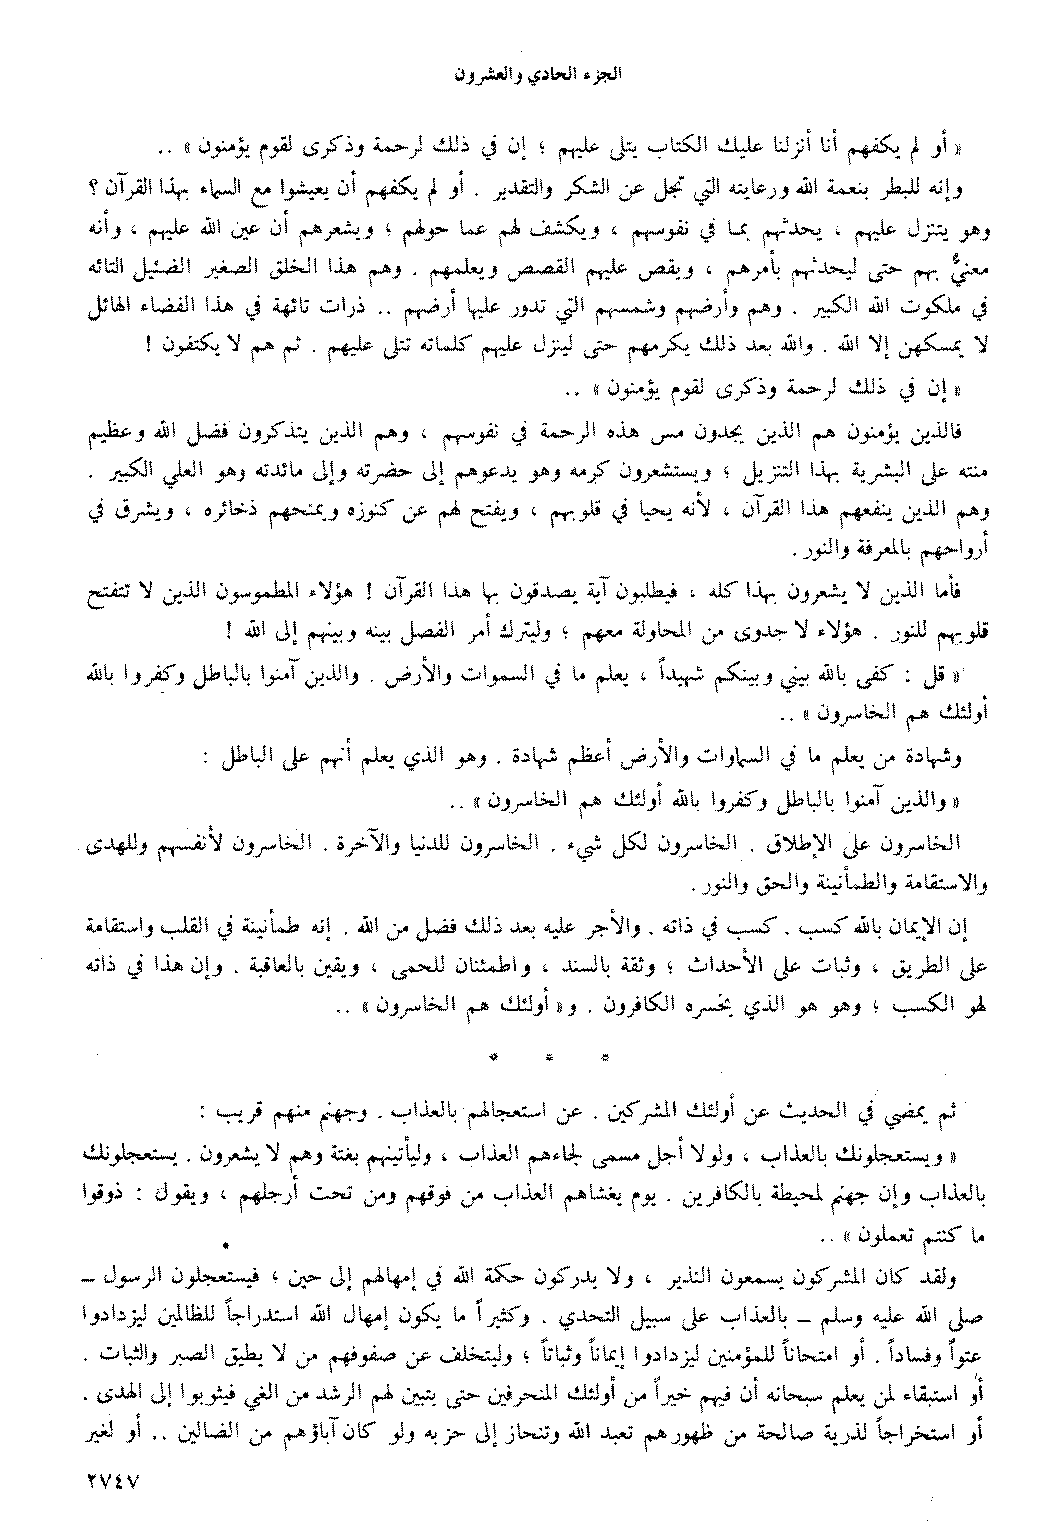 الجزء الحادي والعشرون
« أو لم يكفهم أنا أنزلنا عليك الكتاب يتلى عليهم ؛ إن في ذلك لرحمة وذكرى لقوم يؤمنون » ..
وإنه للبطر بنعمة الله ورعايته التي تجل عن الشكر والتقدير . أو لم يكفهم أن يعيشوا مع السماء بهذا القرآن ؟
وهو يتنزل عليهم ، يحدثهم بما في نفوسهم ، ويكشف لهم عما حولهم ؛ ويشعرهم أن عين الله عليهم ، وأنه
معنيٌّ بهم حتى ليحدثهم بأمرهم ، ويقص عليهم القصص ويعلمهم . وهم هذا الخلق الصغير الضئيل التائه
في ملكوت الله الكبير . وهم وأرضهم وشمسهم التي تدور عليها أرضهم .. ذرات تائهة في هذا الفضاء الهائل
لا يمسكهن إلا الله . والله بعد ذلك يكرمهم حتى لينزل عليهم كلماته تتلى عليهم . ثم هم لا يكتفون !
« إن في ذلك لرحمة وذكرى لقوم يؤمنون » ..
فالذين يؤمنون هم الذين يجدون مس هذه الرحمة في نفوسهم ، وهم الذين يتذكرون فضل الله وعظيم
منته على البشرية بهذا التنزيل ؛ ويستشعرون كرمه وهو يدعوهم إلى حضرته وإلى مائدته وهو العلي الكبير .
وهم الذين ينفعهم هذا القرآن ، لأنه يحيا في قلوبهم ، ويفتح لهم عن كنوزه ويمنحهم ذخائره ، ويشرق في
أرواحهم بالمعرفة والنور .
فأما الذين لا يشعرون بهذا كله ، فيطلبون آية يصدقون بها هذا القرآن ! هؤلاء المطموسون الذين لا تتفتح
قلوبهم للنور . هؤلاء لا جدوى من المحاولة معهم ؛ وليترك أمر الفصل بينه وبينهم إلى الله !
« قل : كفى بالله بيني وبينكم شهيداً ، يعلم ما في السموات والأرض . والذين آمنوا بالباطل وكفروا بالله
أولئك هم الخاسرون » ..
وشهادة من يعلم ما في السماوات والأرض أعظم شهادة . وهو الذي يعلم أنهم على الباطل :
« والذين آمنوا بالباطل وكفروا بالله أولئك هم الخاسرون » ..
الخاسرون على الإطلاق . الخاسرون لكل شيء . الخاسرون للدنيا والآخرة . الخاسرون لأنفسهم وللهدى
والاستقامة والطمأنينة والحق والنور .
إن الإيمان بالله كسب . كسب في ذاته . والأجر عليه بعد ذلك فضل من الله . إنه طمأنينة في القلب واستقامة
على الطريق ، وثبات على الأحداث ؛ وثقة بالسند ، واطمئنان للحمى ، ويقين بالعاقبة . وإن هذا في ذاته
لهو الكسب ؛ وهو هو الذي يخسره الكافرون . و« أولئك هم الخاسرون » ..
* * *
ثم يمضي في الحديث عن أولئك المشركين . عن استعجالهم بالعذاب . وجهنم منهم قريب :
« ويستعجلونك بالعذاب ، ولولا أجل مسمى لجاءهم العذاب ، وليأتينهم بغتة وهم لا يشعرون . يستعجلونك
بالعذاب وإن جهنم لمحيطة بالكافرين . يوم يغشاهم العذاب من فوقهم ومن تحت أرجلهم ، ويقول : ذوقوا
ما كنتم تعملون » ..
ولقد كان المشركون يسمعون النذير ، ولا يدركون حكمة الله في إمهالهم إلى حين ؛ فيستعجلون الرسول –
صلى الله عليه وسلم – بالعذاب على سبيل التحدي . وكثيراً ما يكون إمهال الله استدراجاً للظالمين ليزدادوا
عتواً وفساداً . أو امتحاناً للمؤمنين ليزدادوا إيماناً وثباتاً ؛ وليتخلف عن صفوفهم من لا يطيق الصبر والثبات .
أو استبقاء لمن يعلم سبحانه أن فيهم خيراً من أولئك المنحرفين حتى يتبين لهم الرشد من الغي فيثوبوا إلى الهدى .
أو استخراجاً لذرية صالحة من ظهورهم تعبد الله وتنحاز إلى حزبه ولو كان آباؤهم من الضالين .. أو لغير
٢٧٤٧